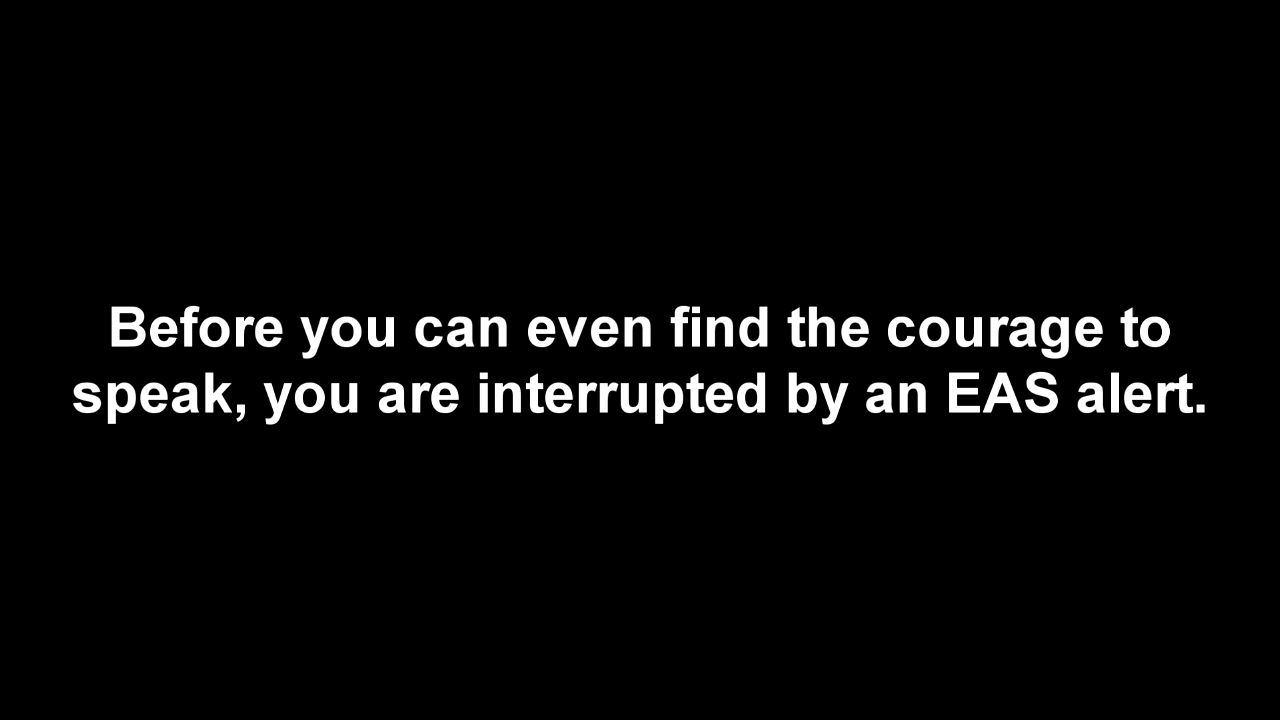 Before you can even find the courage to
speak, you are interrupted by an EAS alert.